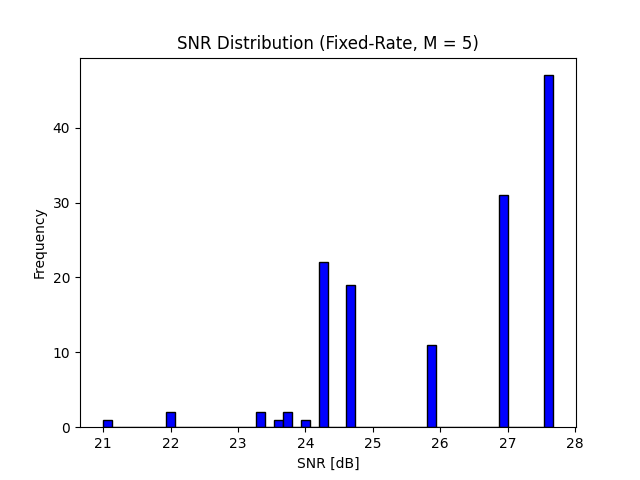 SNR Distribution (Fixed-Rate, M = 5)
Frequency
40
30
20
10
0
21 22 23 24 25 26 27 28
SNR [dB]